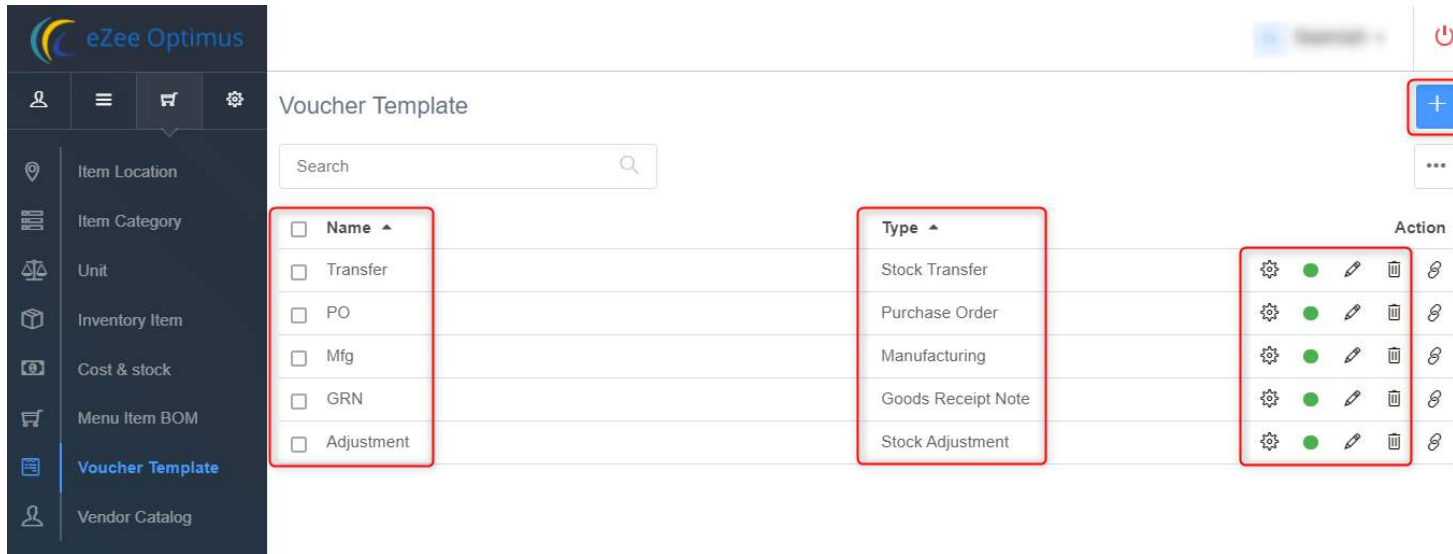 eZee Optimus
Voucher Template
Search
Item Location
Item Category
Unit
Inventory Item
Cost & stock
Menu Item BOM
Voucher Template
Vendor Catalog
Name Type Action
Transfer Stock Transfer
PO Purchase Order
Mfg Manufacturing
GRN Goods Receipt Note
Adjustment Stock Adjustment